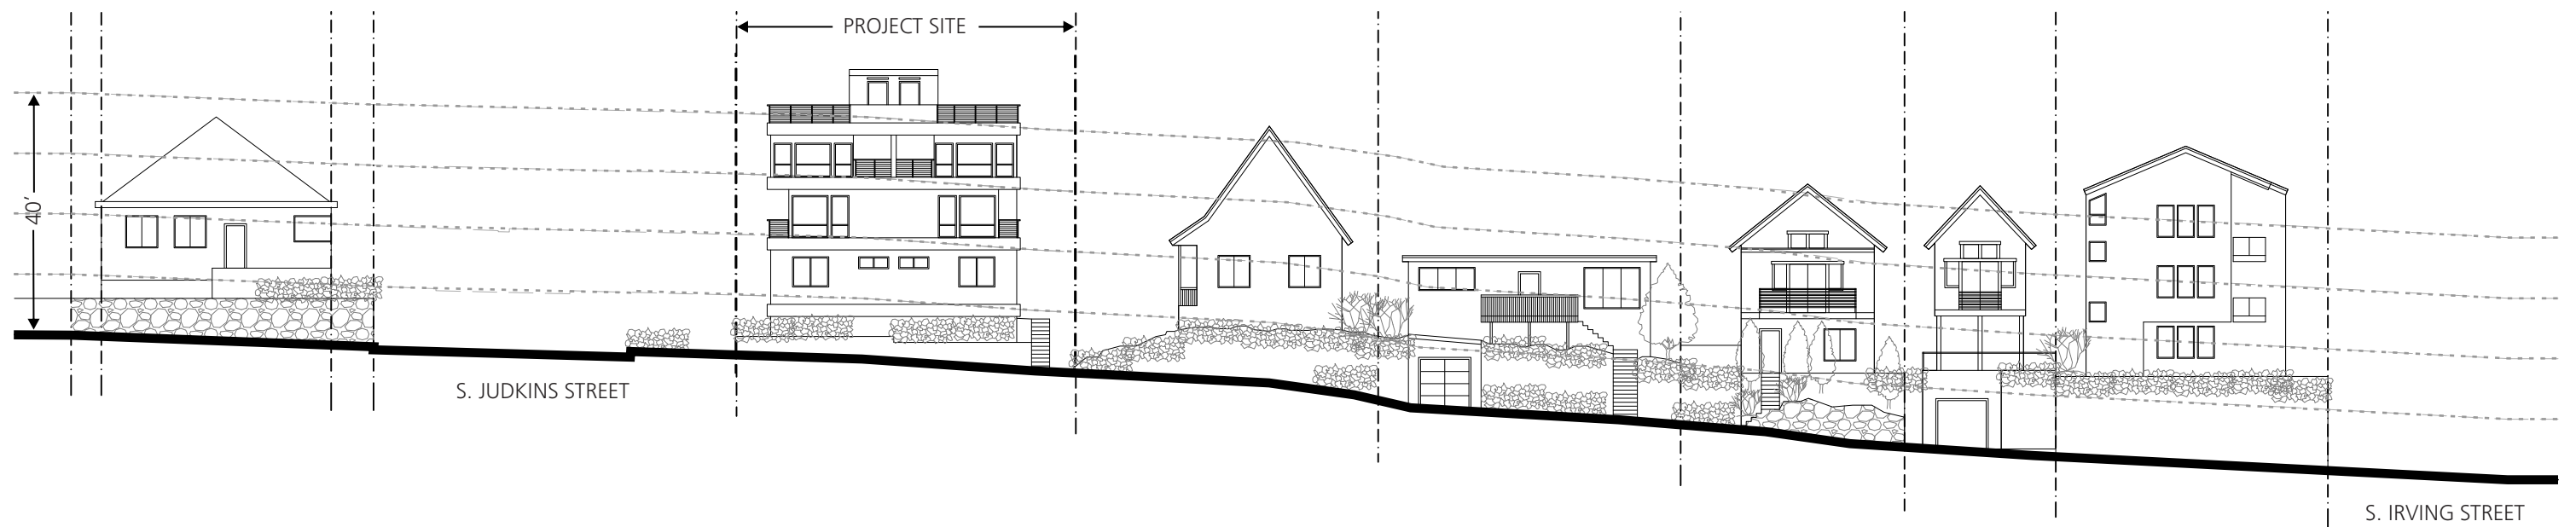 PROJECT SITE
40'
S. JUDKINS STREET
S. IRVING STREET